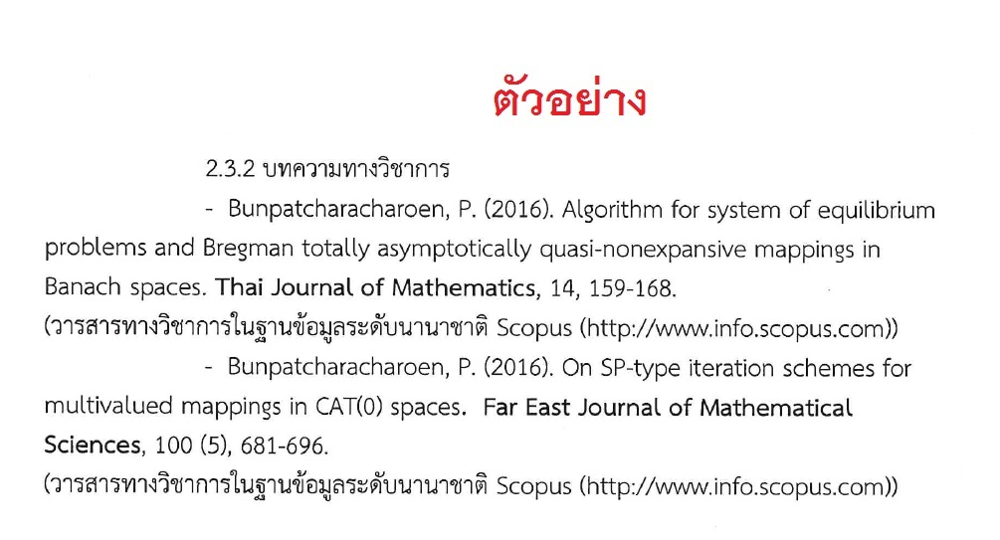 ตัวอย่าง
2.3.2 บทความทางวิชาการ
- Bunpatcharacharoen, P. (2016). Algorithm for system of equilibrium
problems and Bregman totally asymptotically quasi-nonexpansive mappings in
Banach spaces. Thai Journal of Mathematics, 14, 159-168.
(วารสารทางวิชาการในฐานข้อมูลระดับนานาชาติ Scopus (http://www.info.scopus.com))
- Bunpatcharacharoen, P. (2016). On SP-type iteration schemes for
multivalued mappings in CAT(0) spaces. Far East Journal of Mathematical
Sciences, 100 (5), 681-696.
(วารสารทางวิชาการในฐานข้อมูลระดับนานาชาติ Scopus (http://www.info.scopus.com))